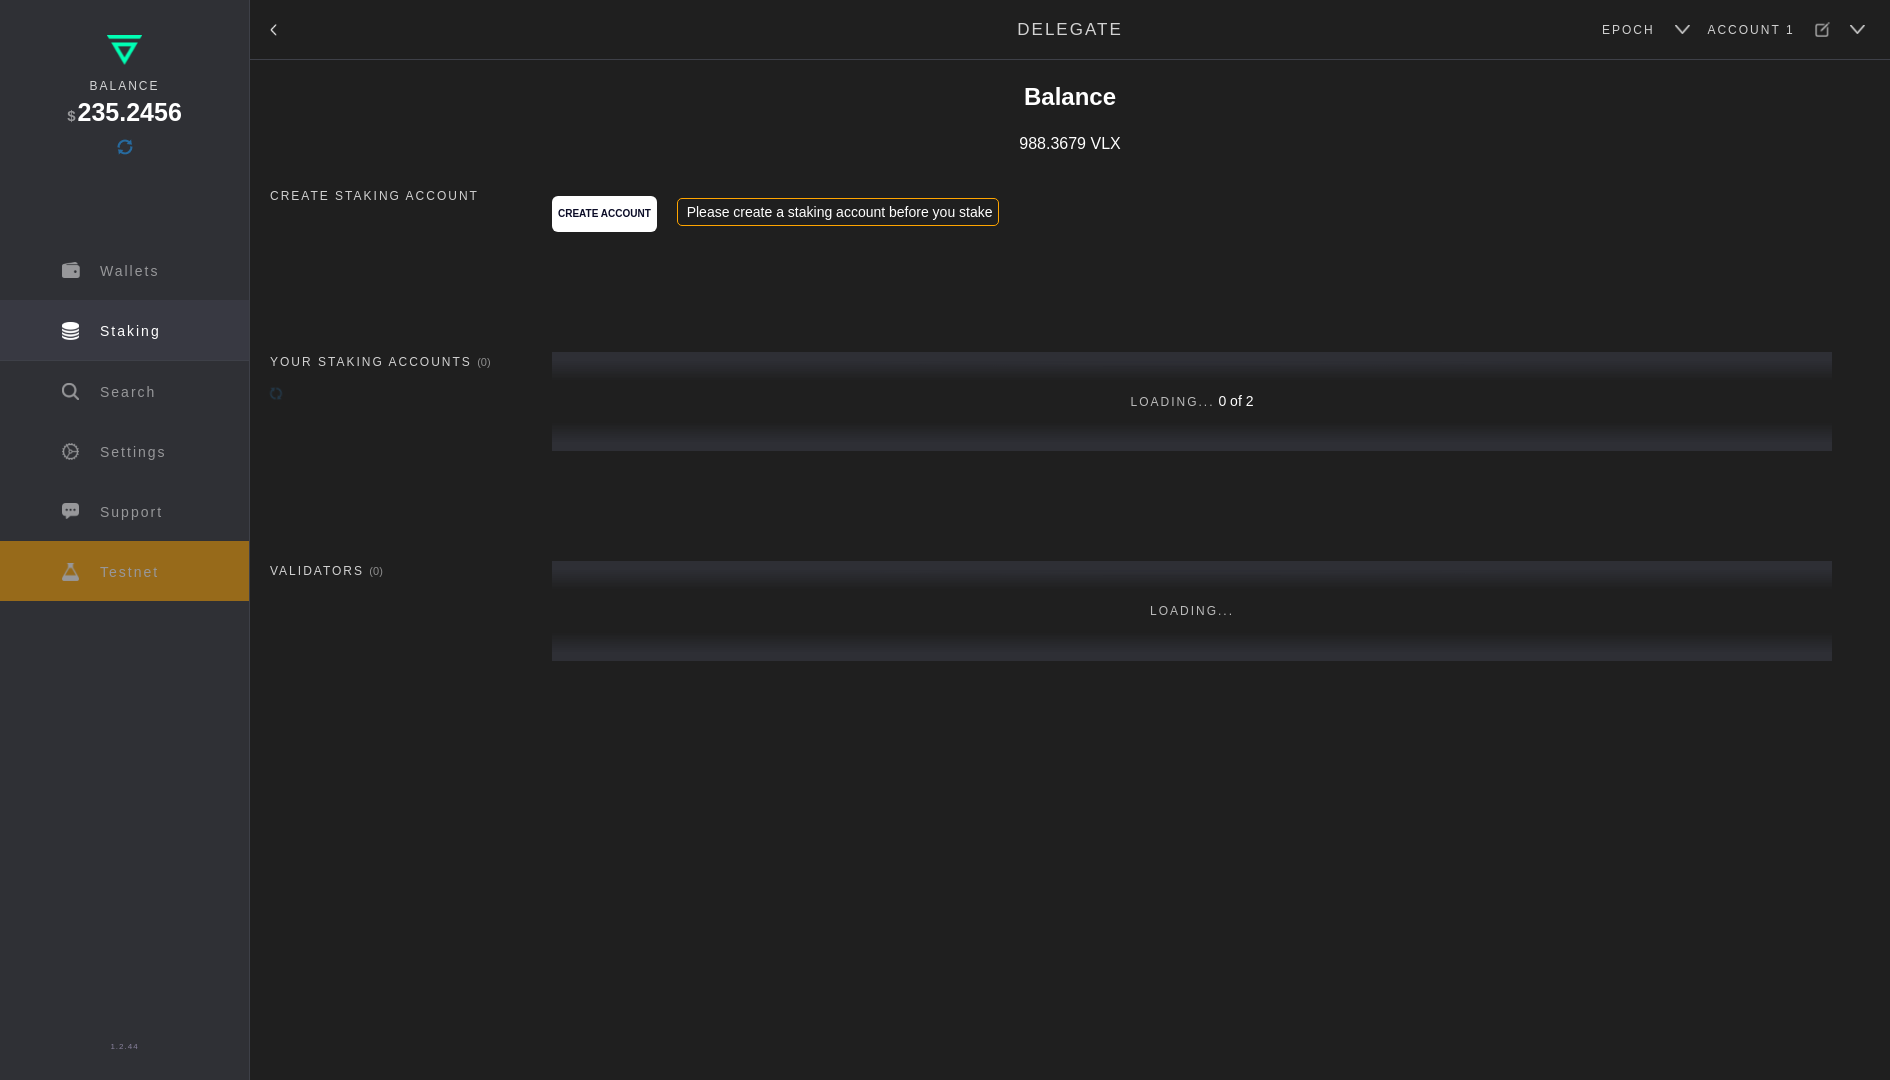 BALANCE
$235.2456
Wallets
Staking
Search
Settings
Support
Testnet
1.2.44
DELEGATE
EPOCH
ACCOUNT 1
Balance
988.3679 VLX
CREATE STAKING ACCOUNT
CREATE ACCOUNT
Please create a staking account before you stake
YOUR STAKING ACCOUNTS (0)
LOADING... 0 of 2
VALIDATORS (0)
LOADING...